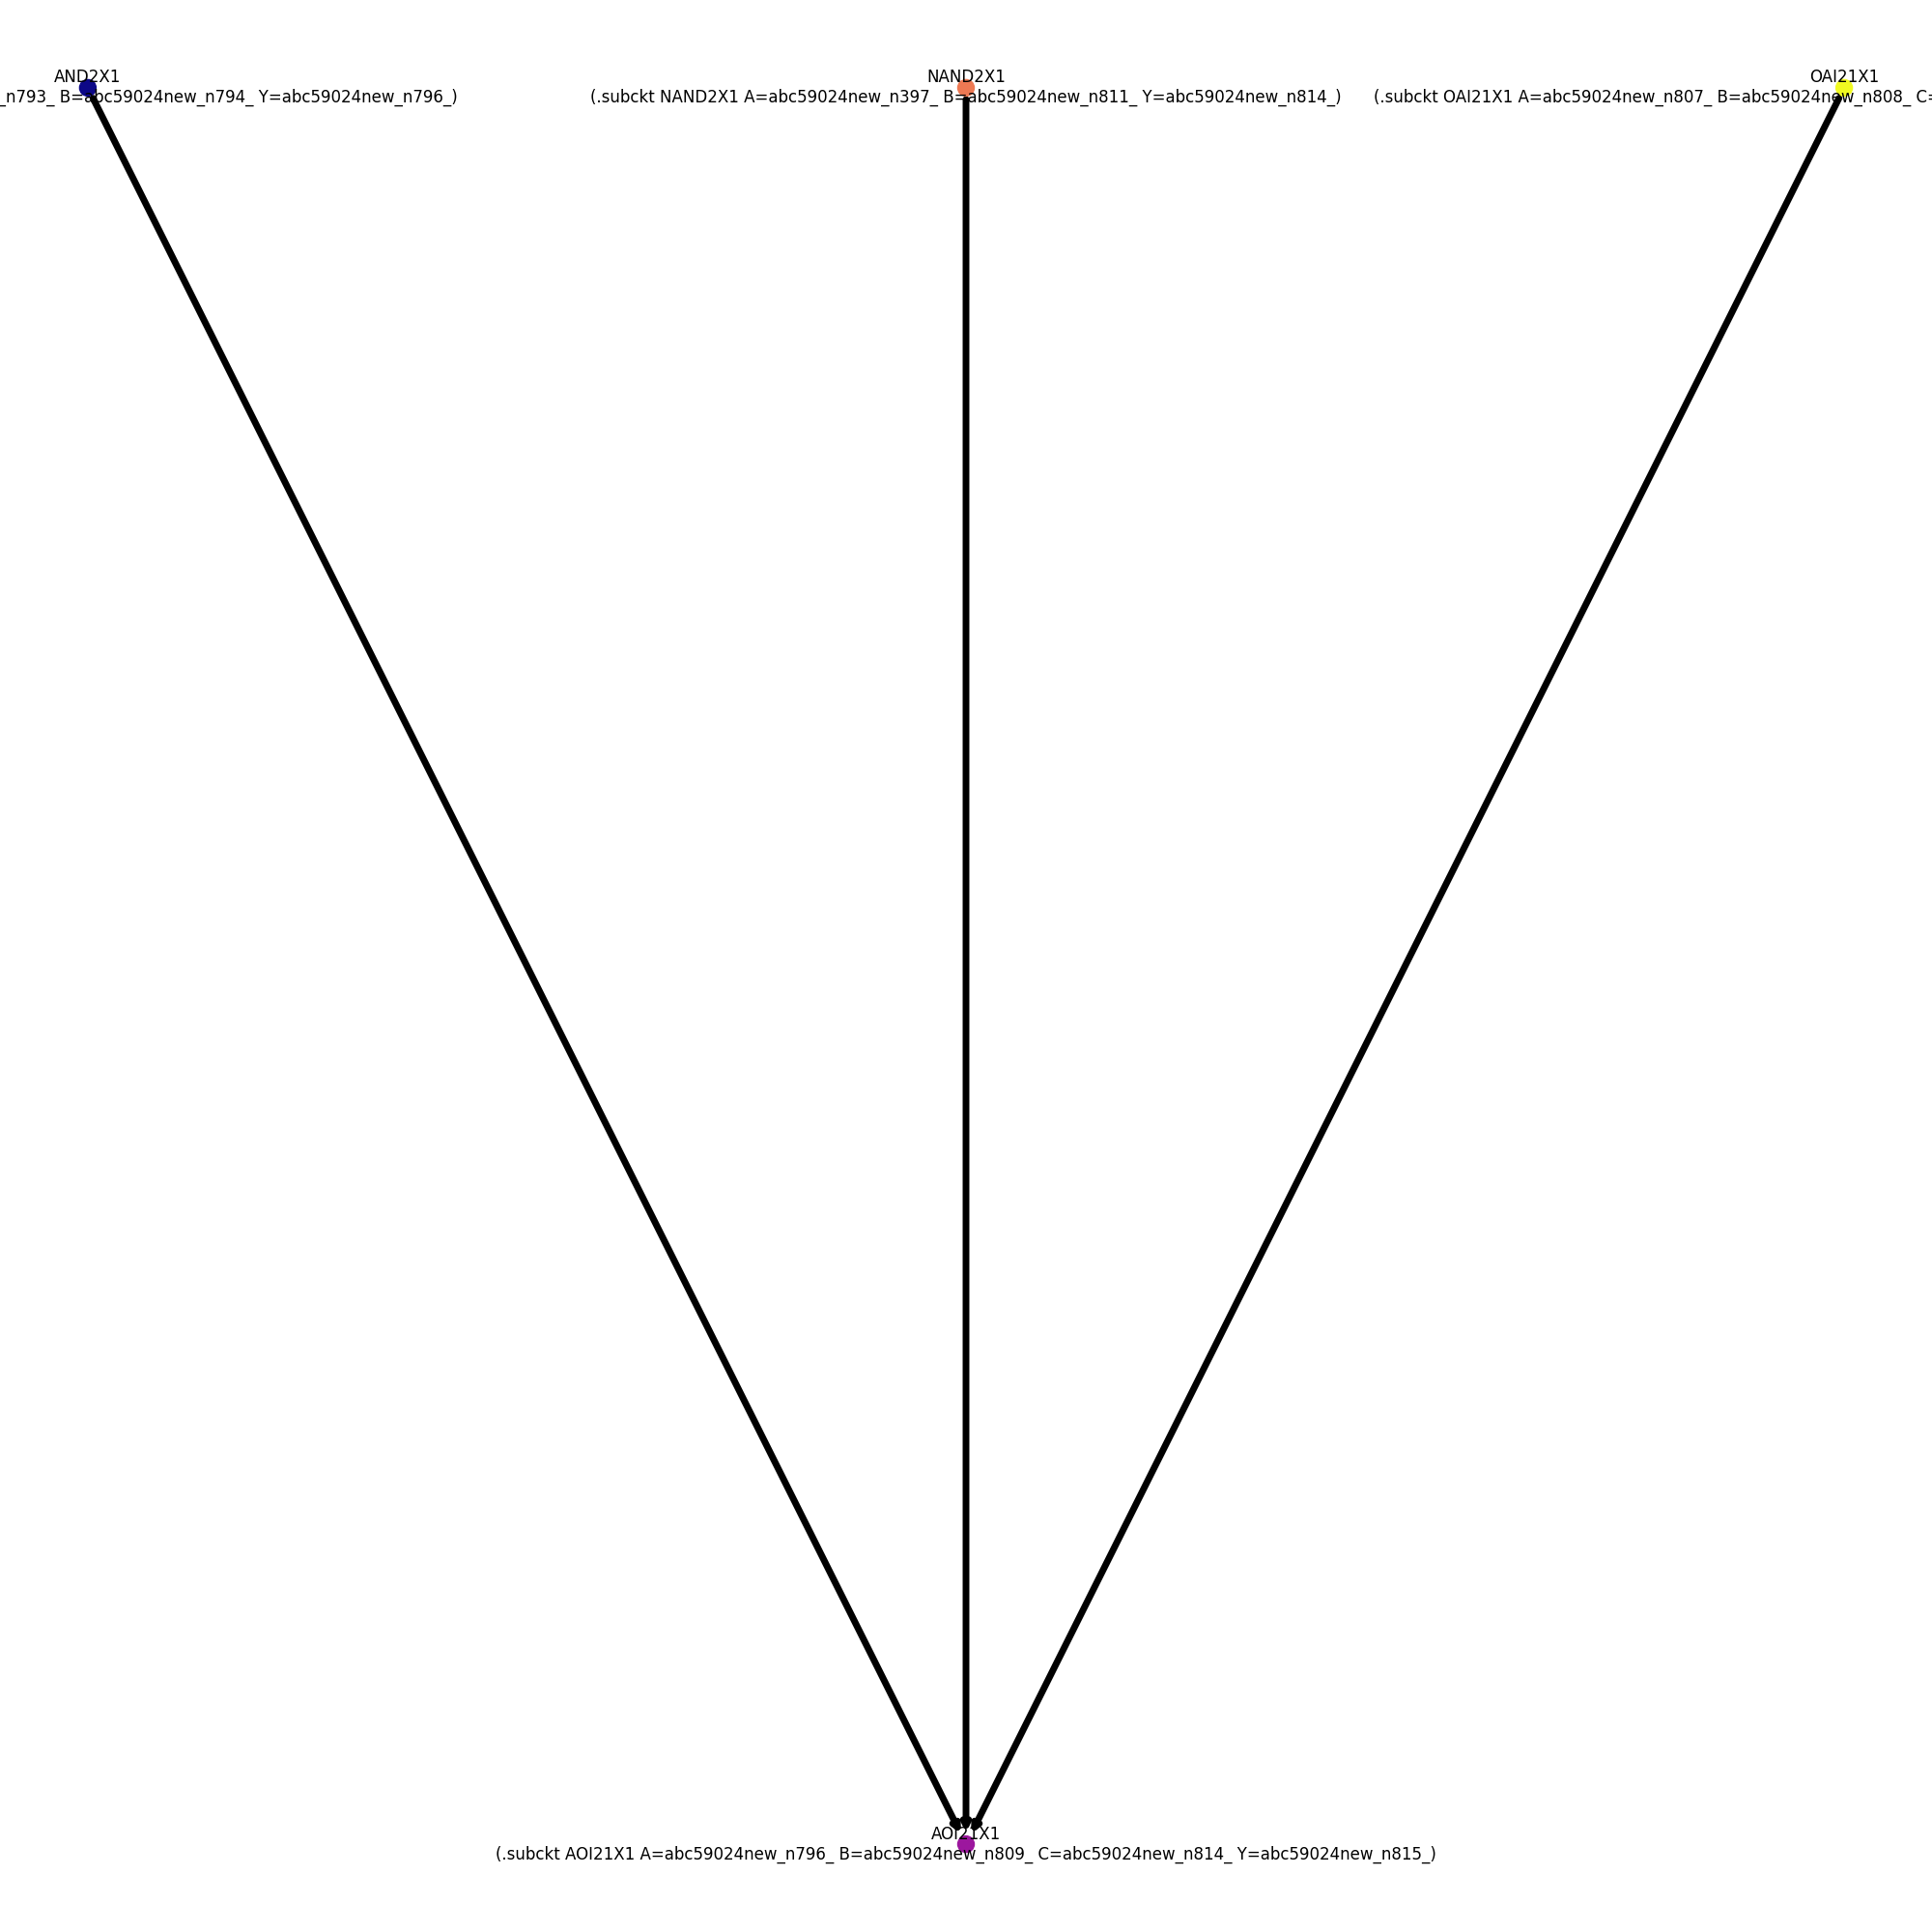 AND2X1
_n793_ B=abc59024new_n794_ Y=abc59024new_n796_)
NAND2X1
(.subckt NAND2X1 A=abc59024new_n397_ B=abc59024new_n811_ Y=abc59024new_n814_)
OAI21X1
(.subckt OAI21X1 A=abc59024new_n807_ B=abc59024new_n808_ C=
AOI21X1
(.subckt AOI21X1 A=abc59024new_n796_ B=abc59024new_n809_ C=abc59024new_n814_ Y=abc59024new_n815_)